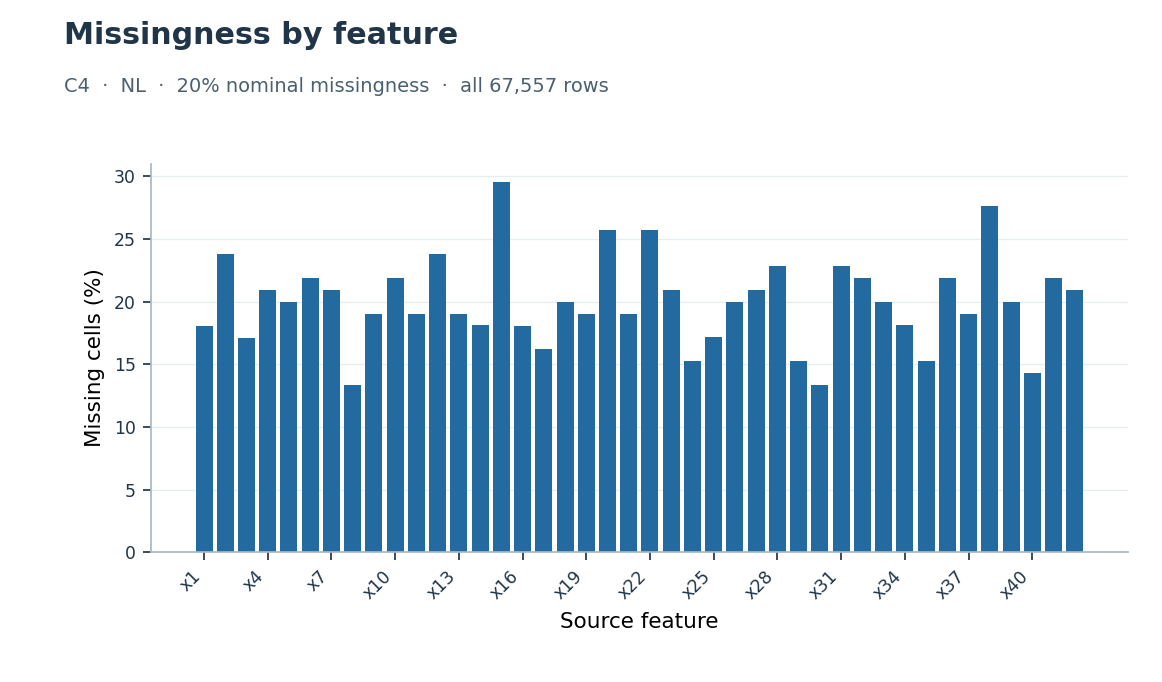 Missingness by feature
C4 · NL · 20% nominal missingness · all 67,557 rows
30
25
20
15
10
5
0
Missing cells (%)
x1 x4 x7 x10 x13 x16 x19 x22 x25 x28 x31 x34 x37 x40
Source feature